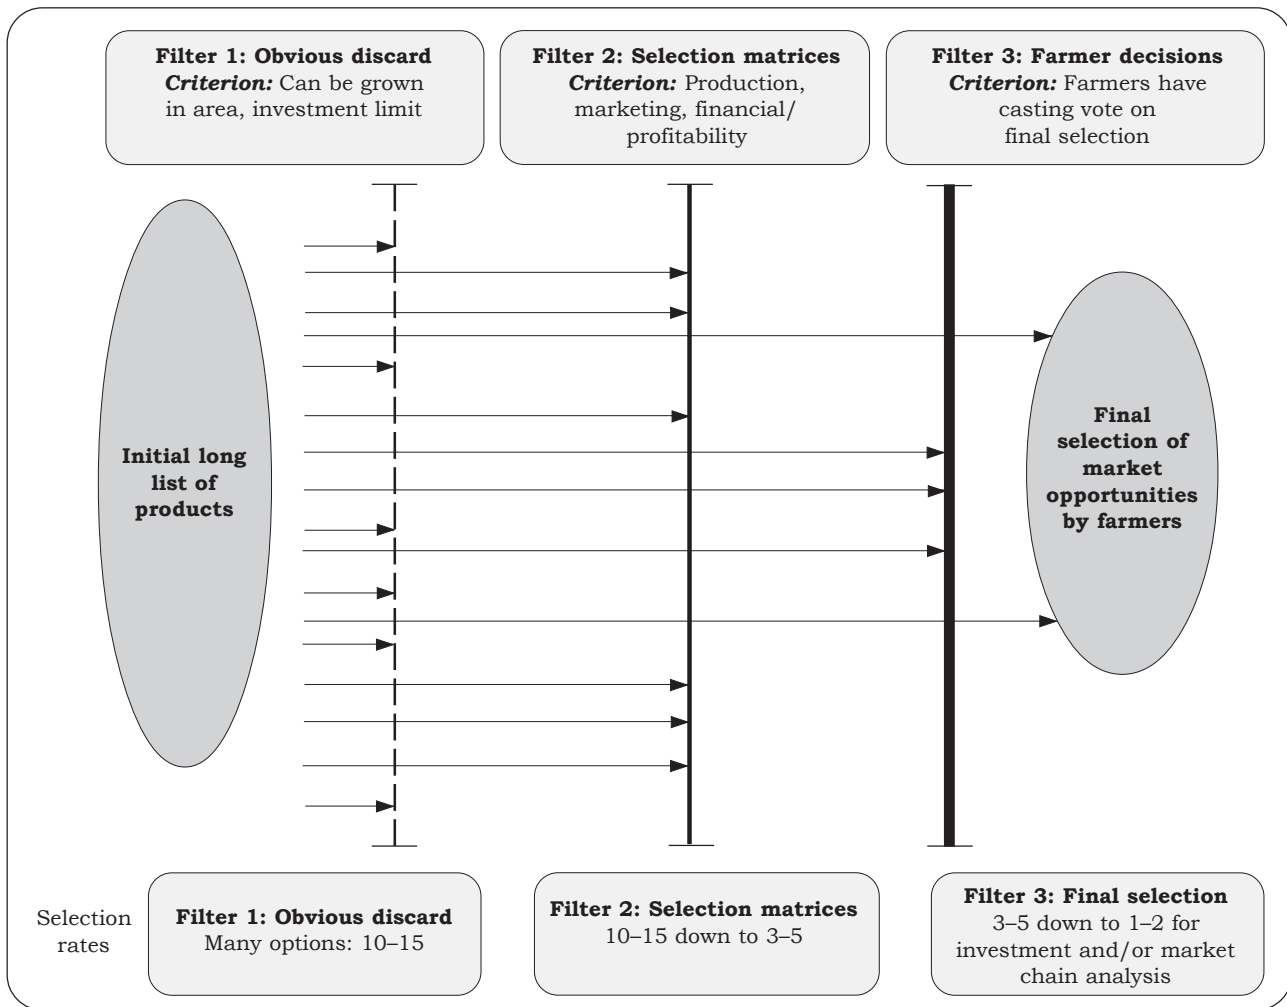 Filter 1: Obvious discard
Criterion: Can be grown
in area, investment limit
Filter 2: Selection matrices
Criterion: Production,
marketing, financial/
profitability
Filter 3: Farmer decisions
Criterion: Farmers have
casting vote on
final selection
Initial long
list of
products
Final
selection of
market
opportunities
by farmers
Selection
rates
Filter 1: Obvious discard
Many options: 10–15
Filter 2: Selection matrices
10–15 down to 3–5
Filter 3: Final selection
3–5 down to 1–2 for
investment and/or market
chain analysis